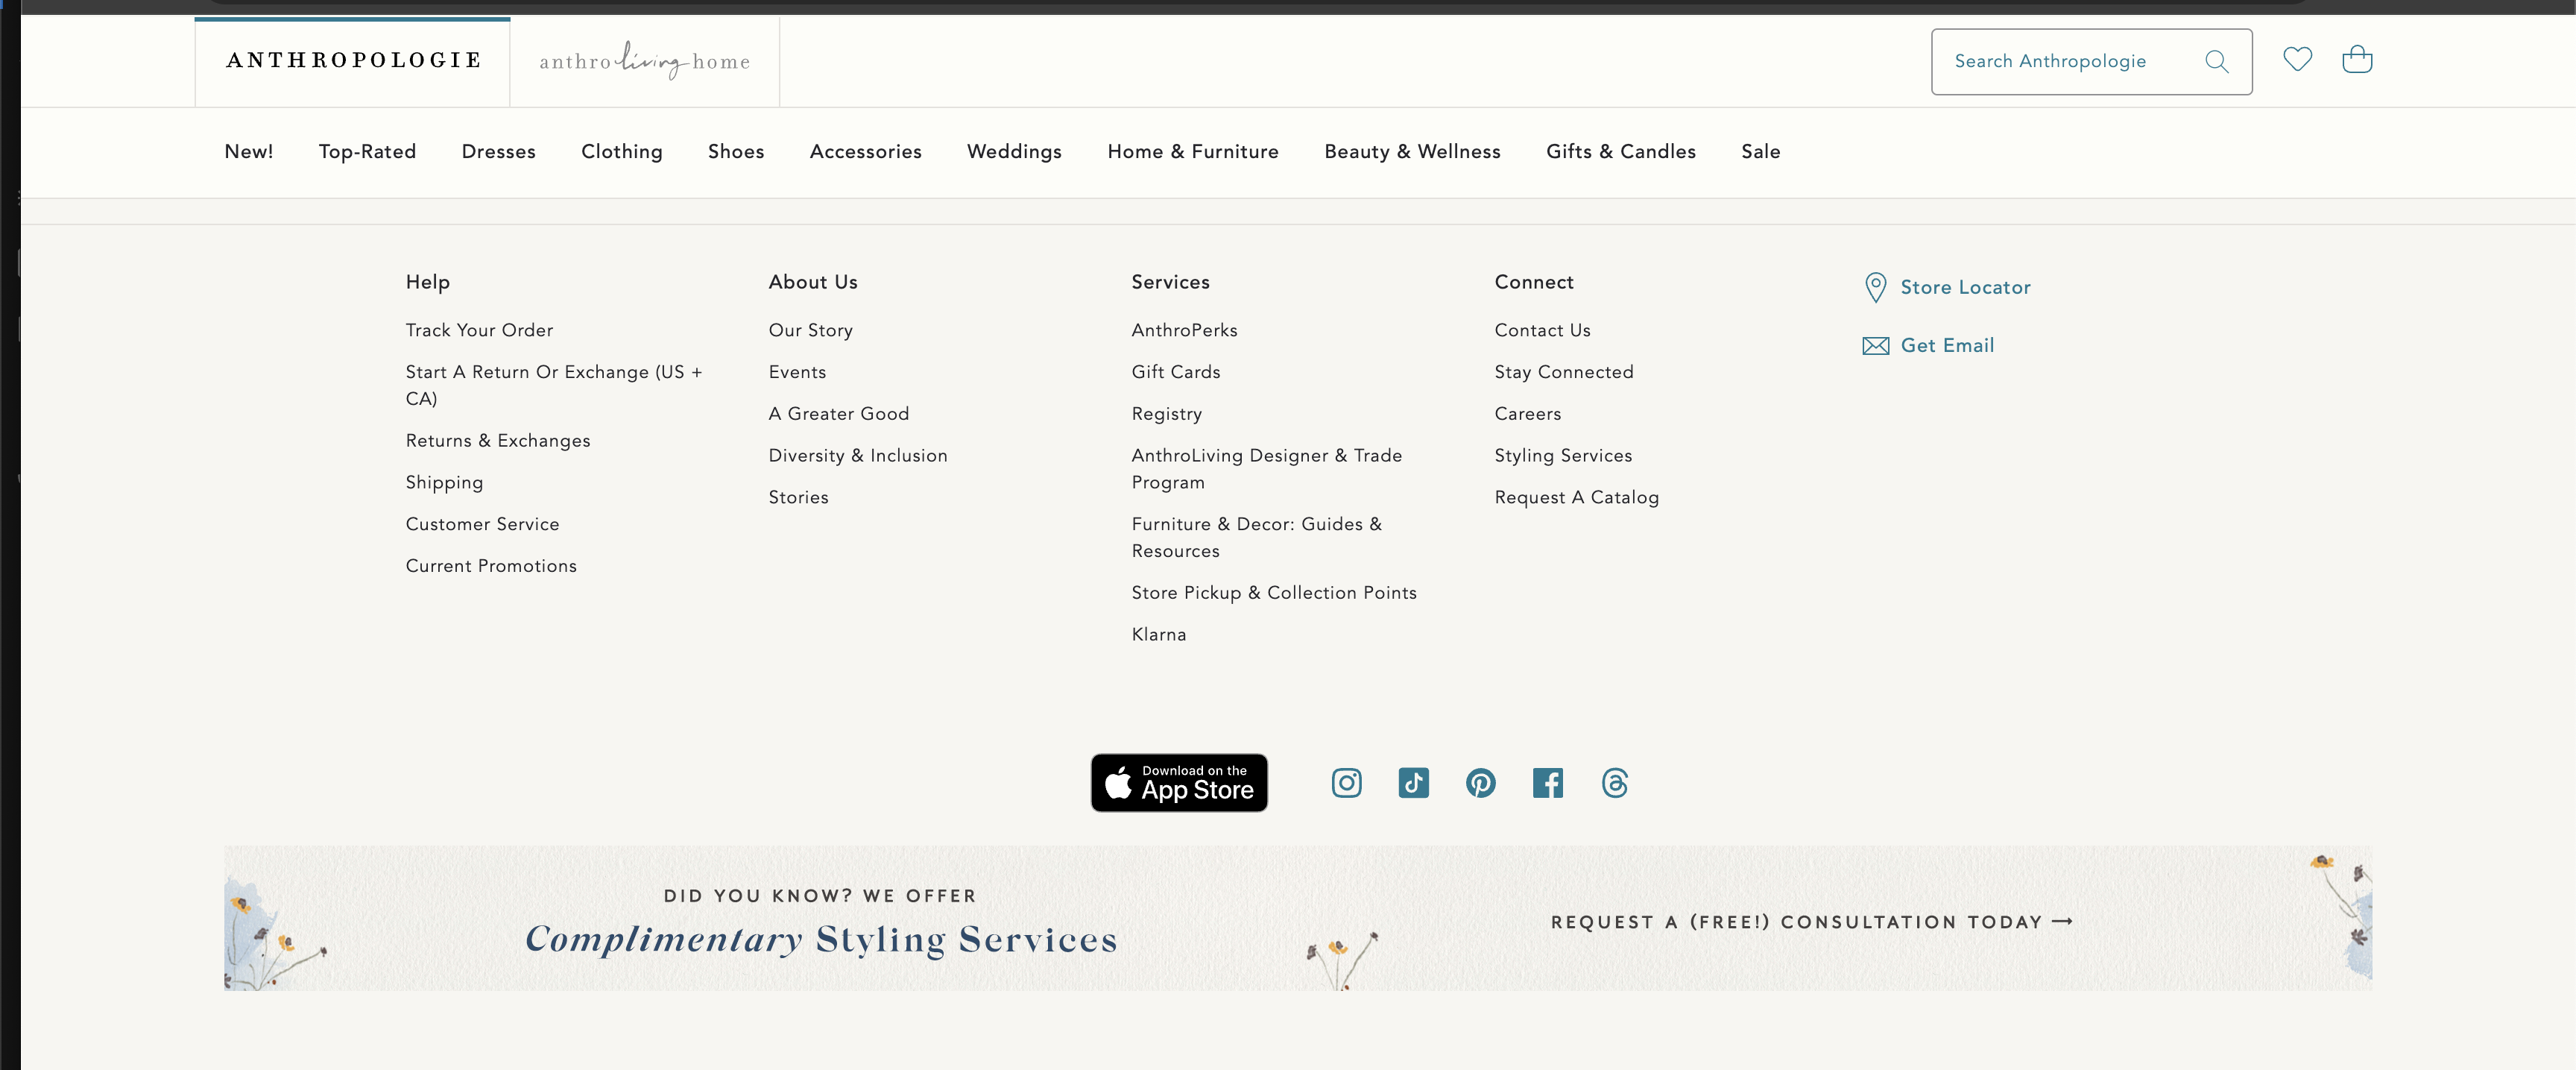 ANTHROPOLOGIE
anthro living home
Search Anthropologie
New! Top-Rated Dresses Clothing Shoes Accessories Weddings Home & Furniture Beauty & Wellness Gifts & Candles Sale
Help
Track Your Order
Start A Return Or Exchange (US +
CA)
Returns & Exchanges
Shipping
Customer Service
Current Promotions
About Us
Our Story
Events
A Greater Good
Diversity & Inclusion
Stories
Services
AnthroPerks
Gift Cards
Registry
AnthroLiving Designer & Trade
Program
Furniture & Decor: Guides &
Resources
Store Pickup & Collection Points
Klarna
Connect
Contact Us
Stay Connected
Careers
Styling Services
Request A Catalog
Store Locator
Get Email
Download on the
App Store
DID YOU KNOW? WE OFFER
Complimentary Styling Services
REQUEST A (FREE!) CONSULTATION TODAY →